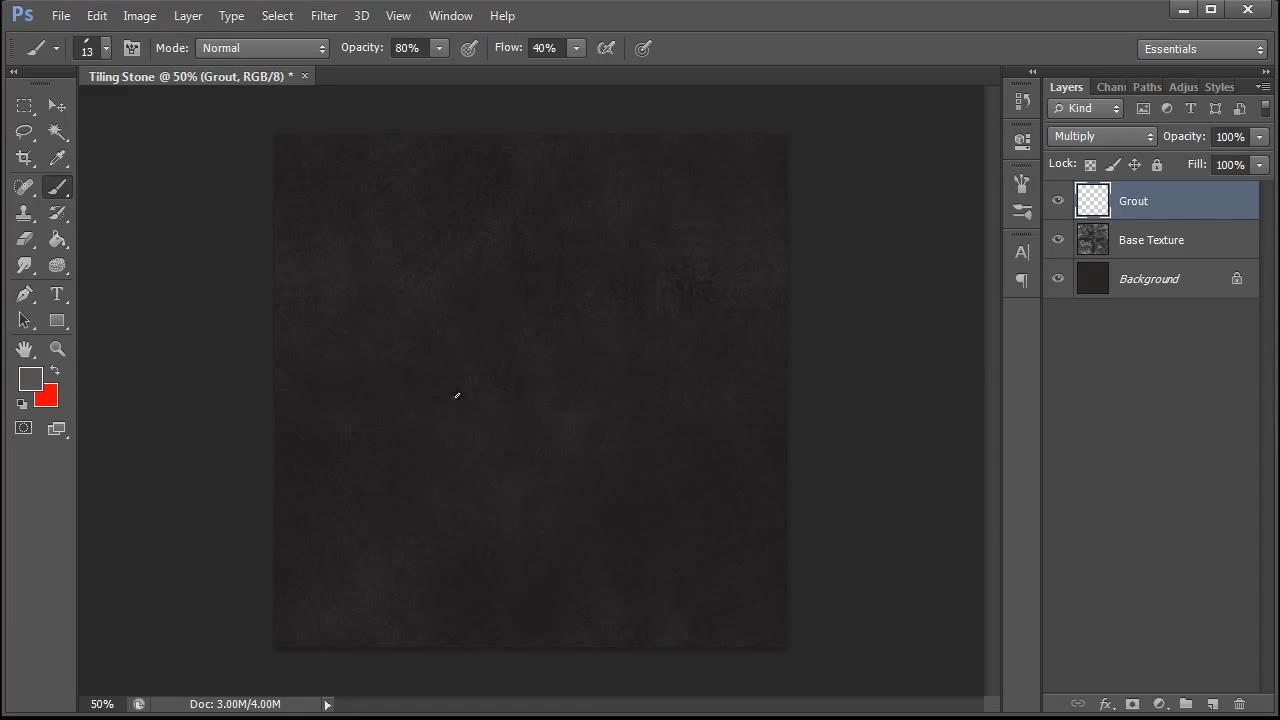 Ps File Edit Image Layer Type Select Filter 3D View Window Help
13 Mode: Normal Opacity: 80% Flow: 40% Essentials
Tiling Stone @ 50% (Grout, RGB/8) * ×
Layers Chann Paths Adjus Styles
Kind
Multiply Opacity: 100%
Lock: Fill: 100%
Grout
Base Texture
Background
50% Doc: 3.00M/4.00M